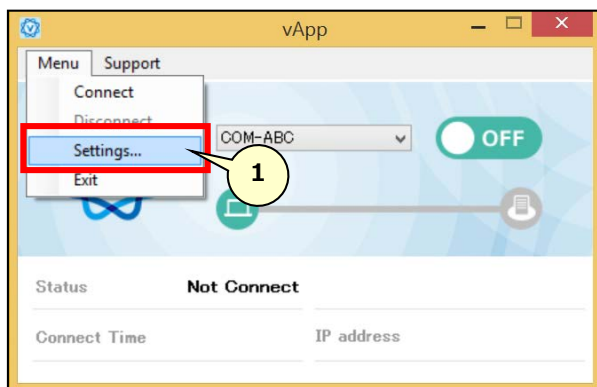 vApp
Menu Support
Connect
Disconnect
Settings...
Exit
COM-ABC
OFF
1
Status Not Connect
Connect Time IP address